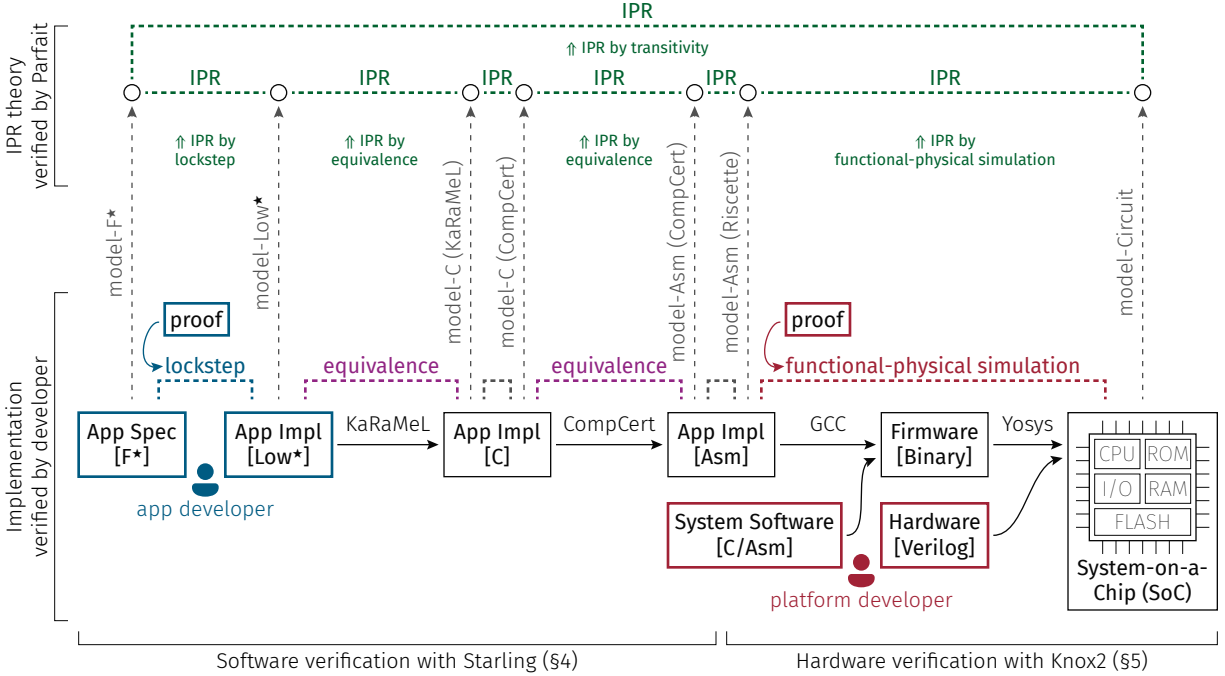 IPR
⇑ IPR by transitivity
IPR theory
verified by Parfait
IPR
IPR
IPR
IPR
IPR
IPR
⇑ IPR by
lockstep
⇑ IPR by
equivalence
⇑ IPR by
equivalence
⇑ IPR by
functional-physical simulation
model-F★
model-Low★
model-C (KaRaMeL)
model-C (CompCert)
model-Asm (CompCert)
model-Asm (Riscette)
model-Circuit
Implementation
verified by developer
proof
proof
lockstep
equivalence
equivalence
functional-physical simulation
App Spec
[F★]
App Impl
[Low★]
KaRaMeL
App Impl
[C]
CompCert
App Impl
[Asm]
GCC
Firmware
[Binary]
Yosys
CPU
ROM
I/O
RAM
FLASH
System-on-a-
Chip (SoC)
app developer
System Software
[C/Asm]
Hardware
[Verilog]
platform developer
Software verification with Starling (§4)
Hardware verification with Knox2 (§5)